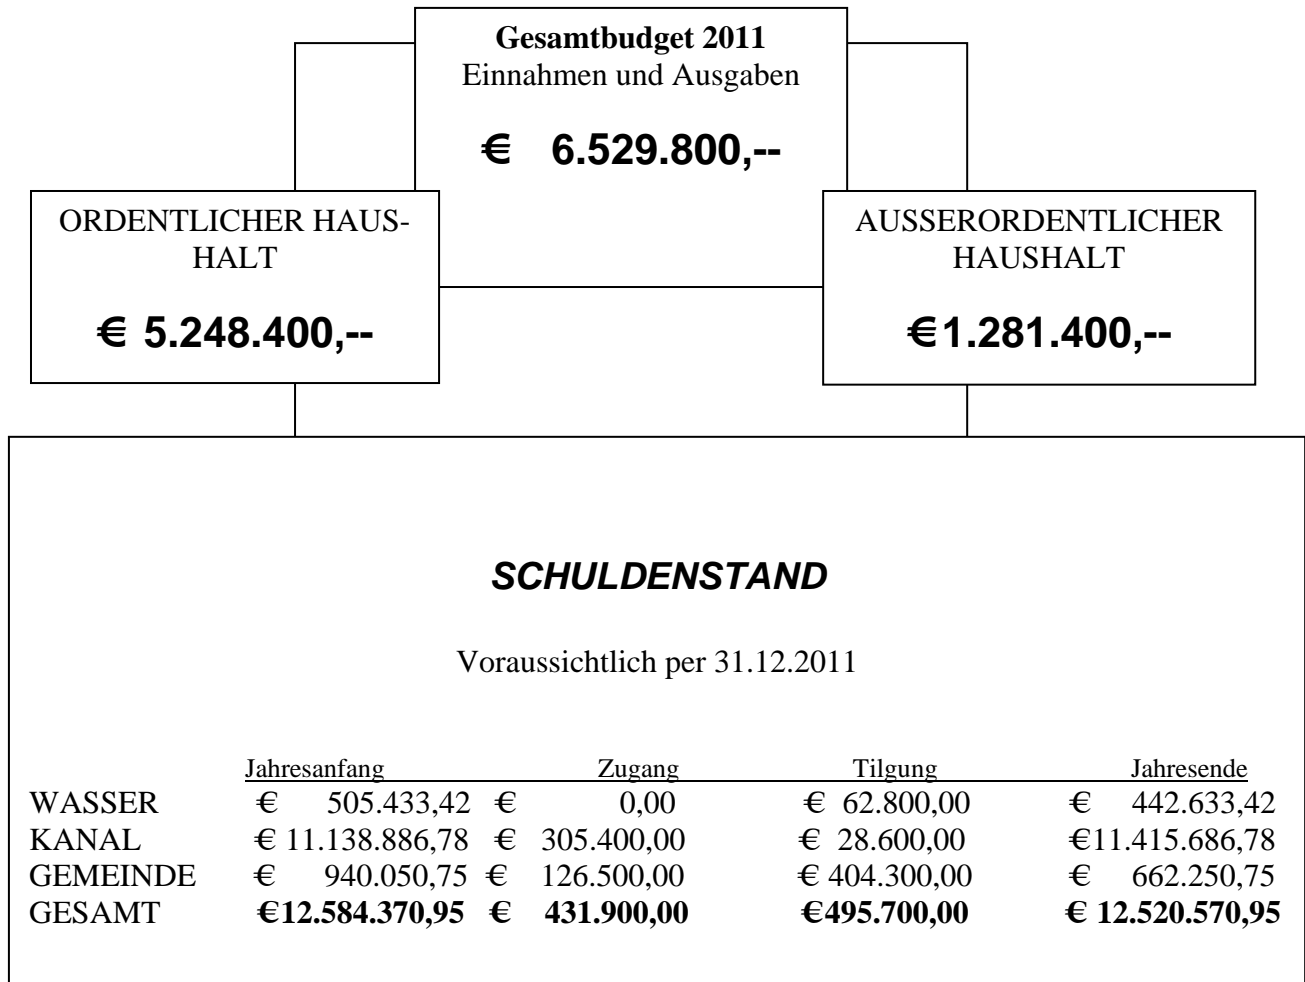 Gesamtbudget 2011
Einnahmen und Ausgaben
€ 6.529.800,--
ORDENTLICHER HAUS-
HALT
€ 5.248.400,--
AUSSERORDENTLICHER
HAUSHALT
€1.281.400,--
SCHULDENSTAND
Voraussichtlich per 31.12.2011
Jahresanfang Zugang Tilgung Jahresende
WASSER € 505.433,42 € 0,00 € 62.800,00 € 442.633,42
KANAL € 11.138.886,78 € 305.400,00 € 28.600,00 €11.415.686,78
GEMEINDE € 940.050,75 € 126.500,00 € 404.300,00 € 662.250,75
GESAMT €12.584.370,95 € 431.900,00 €495.700,00 € 12.520.570,95